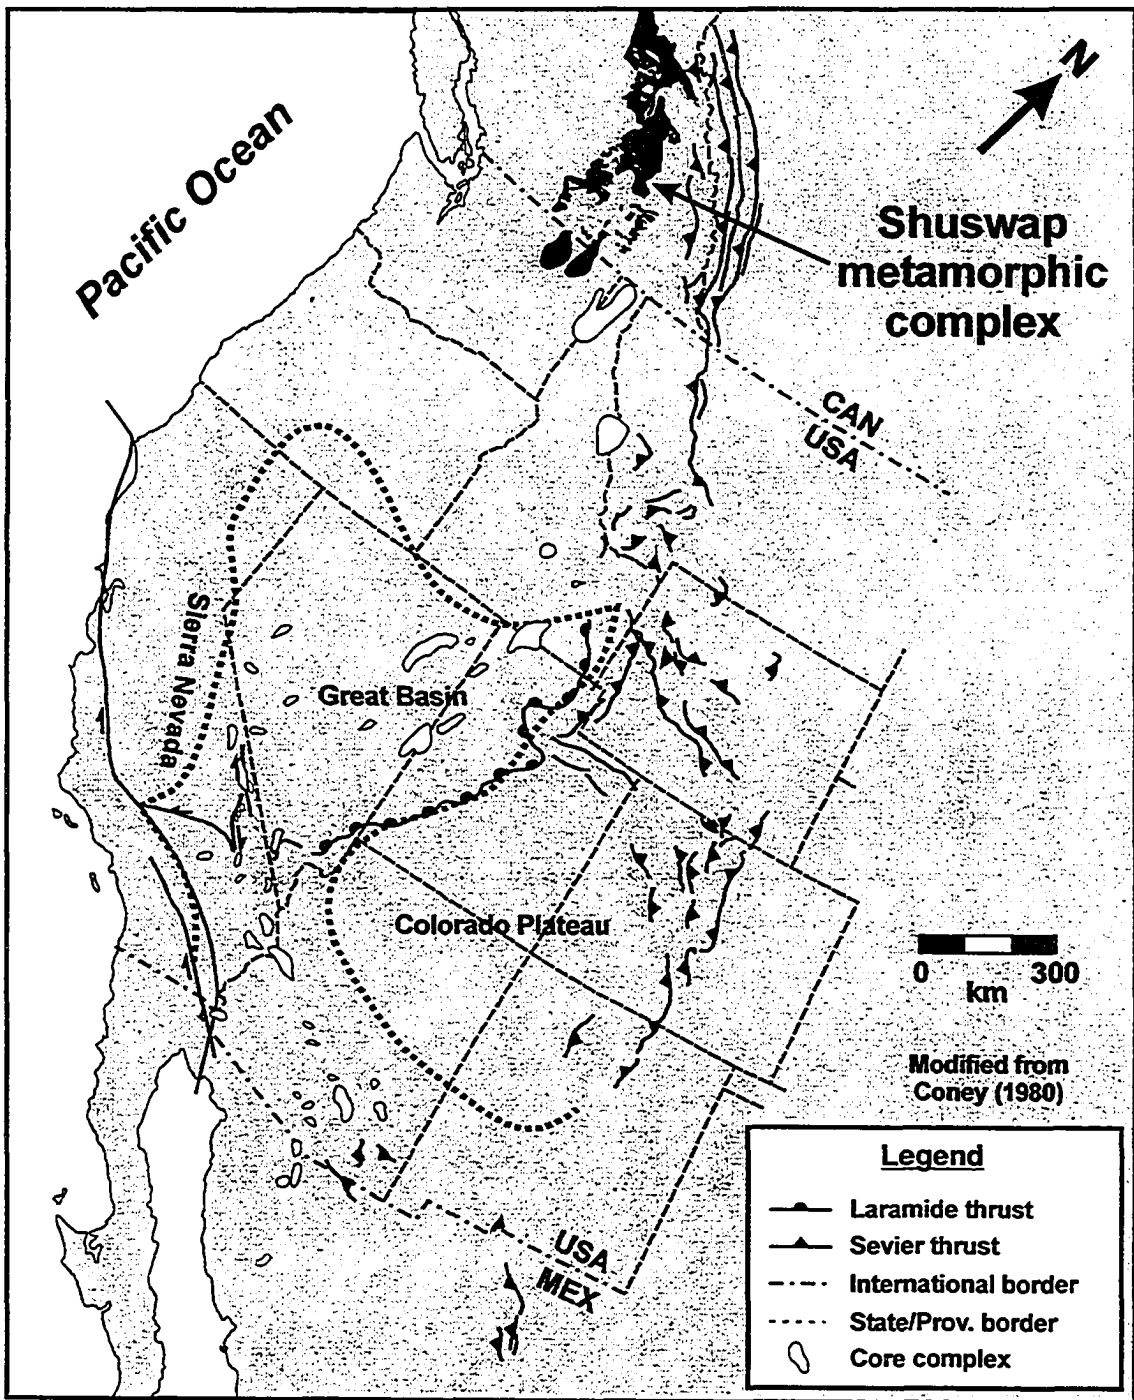 N
Pacific Ocean
Shuswap
metamorphic
complex
CAN
USA
Sierra Nevada
Great Basin
Colorado Plateau
0 300
km
Modified from
Coney (1980)
USA
MEX
Legend
Laramide thrust
Sevier thrust
International border
State/Prov. border
Core complex